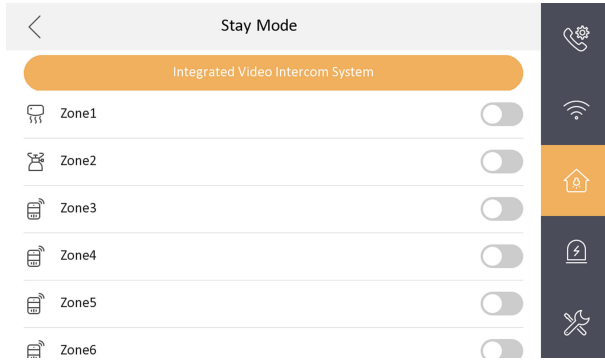 Stay Mode
Integrated Video Intercom System
Zone1
Zone2
Zone3
Zone4
Zone5
Zone6